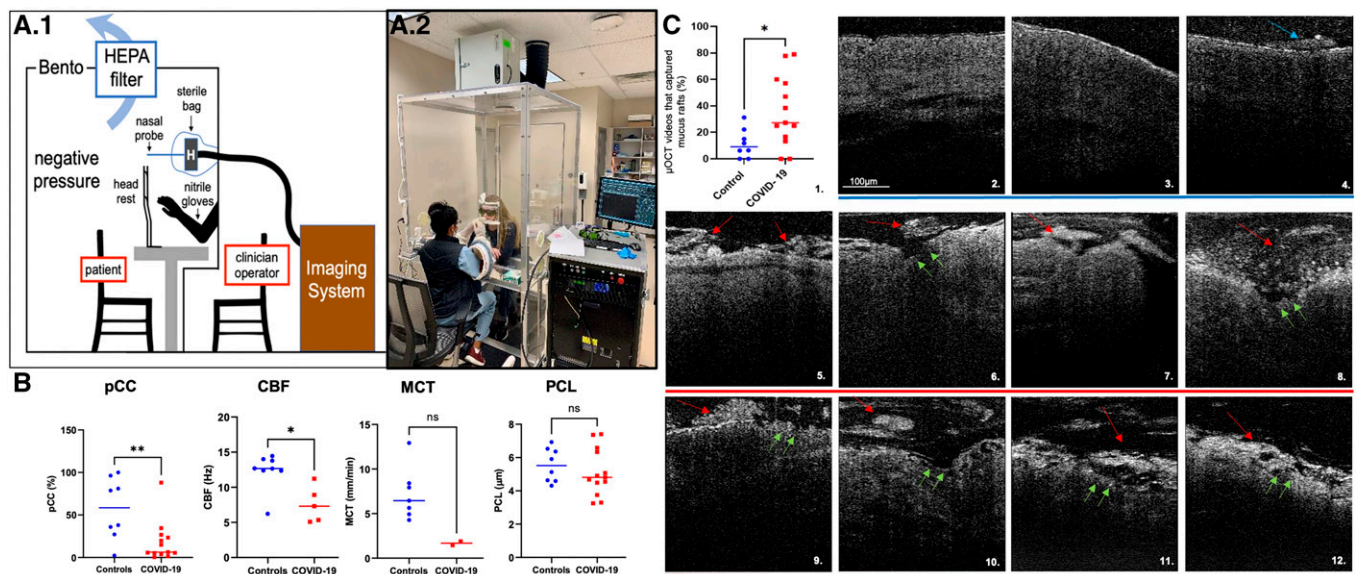 A.1
HEPA
filter
Bento
sterile
bag
nasal
probe
H
negative
pressure
head
rest
nitrile
gloves
patient
clinician
operator
Imaging
System
A.2
B
pCC
pCC (%)
150
100
50
0
**
Controls
COVID-19
CBF
CBF (Hz)
20
15
10
5
0
*
Controls
COVID-19
MCT
MCT (mm/min)
15
10
5
0
ns
Controls
COVID-19
PCL
PCL (µm)
8
6
4
2
0
ns
Controls
COVID-19
C
µOCT videos that captured
mucus rafts (%)
100
80
60
40
20
0
*
Control
COVID-19
1.
100µm
2.
3.
4.
5.
6.
7.
8.
9.
10.
11.
12.